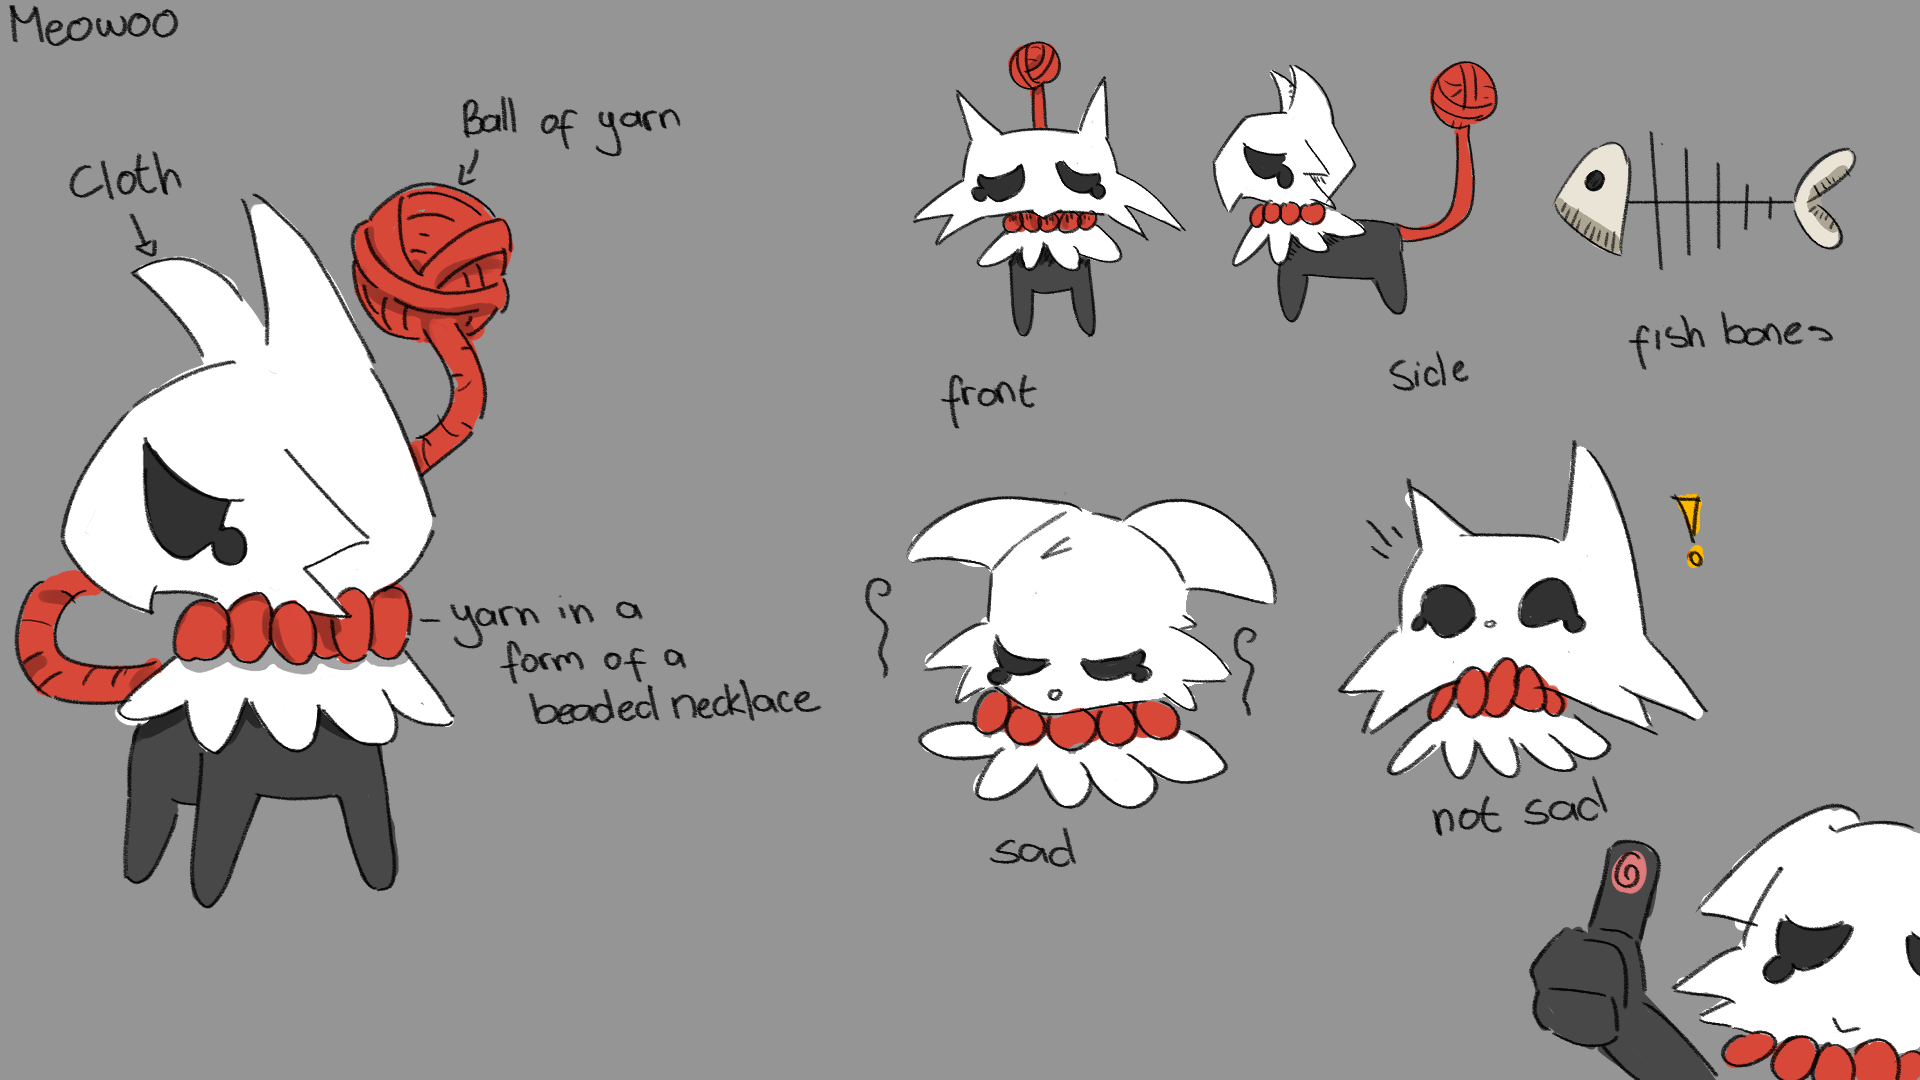 Meowoo
Ball of yarn
Cloth
yarn in a
form of a
beaded necklace
front
Side
fish bones
sad
not sad
!